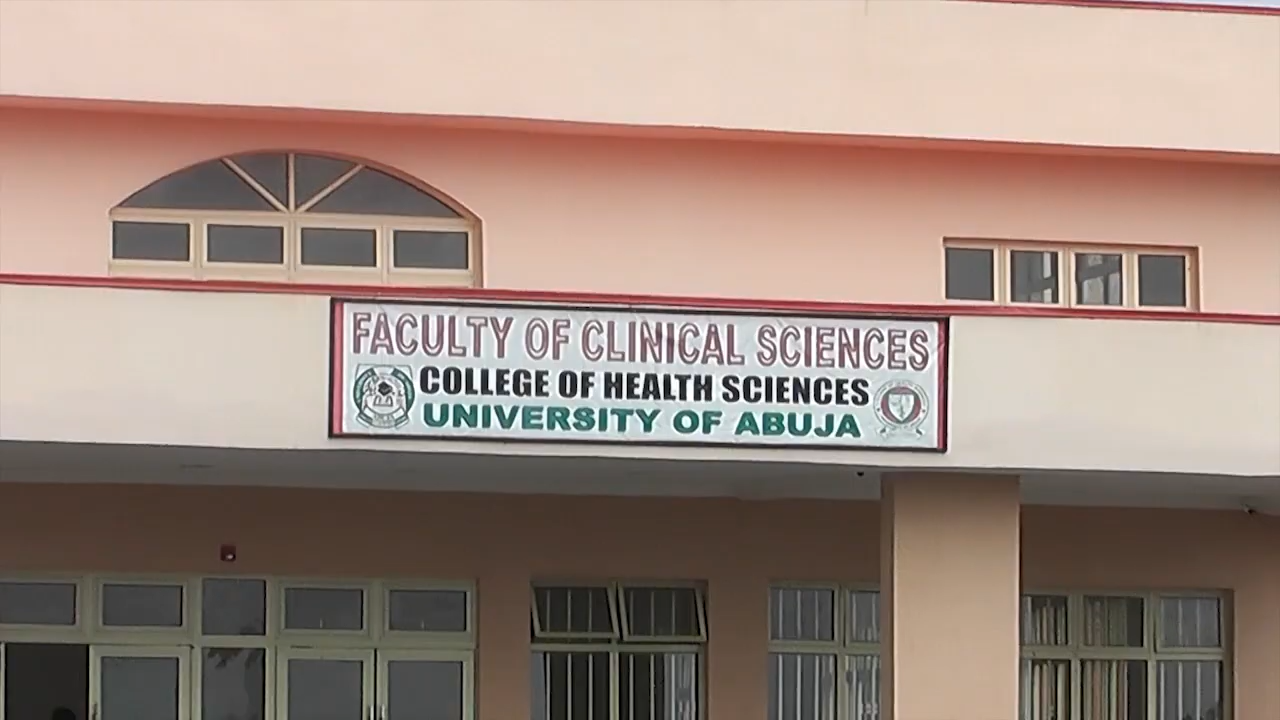 FACULTY OF CLINICAL SCIENCES
COLLEGE OF HEALTH SCIENCES
UNIVERSITY OF ABUJA